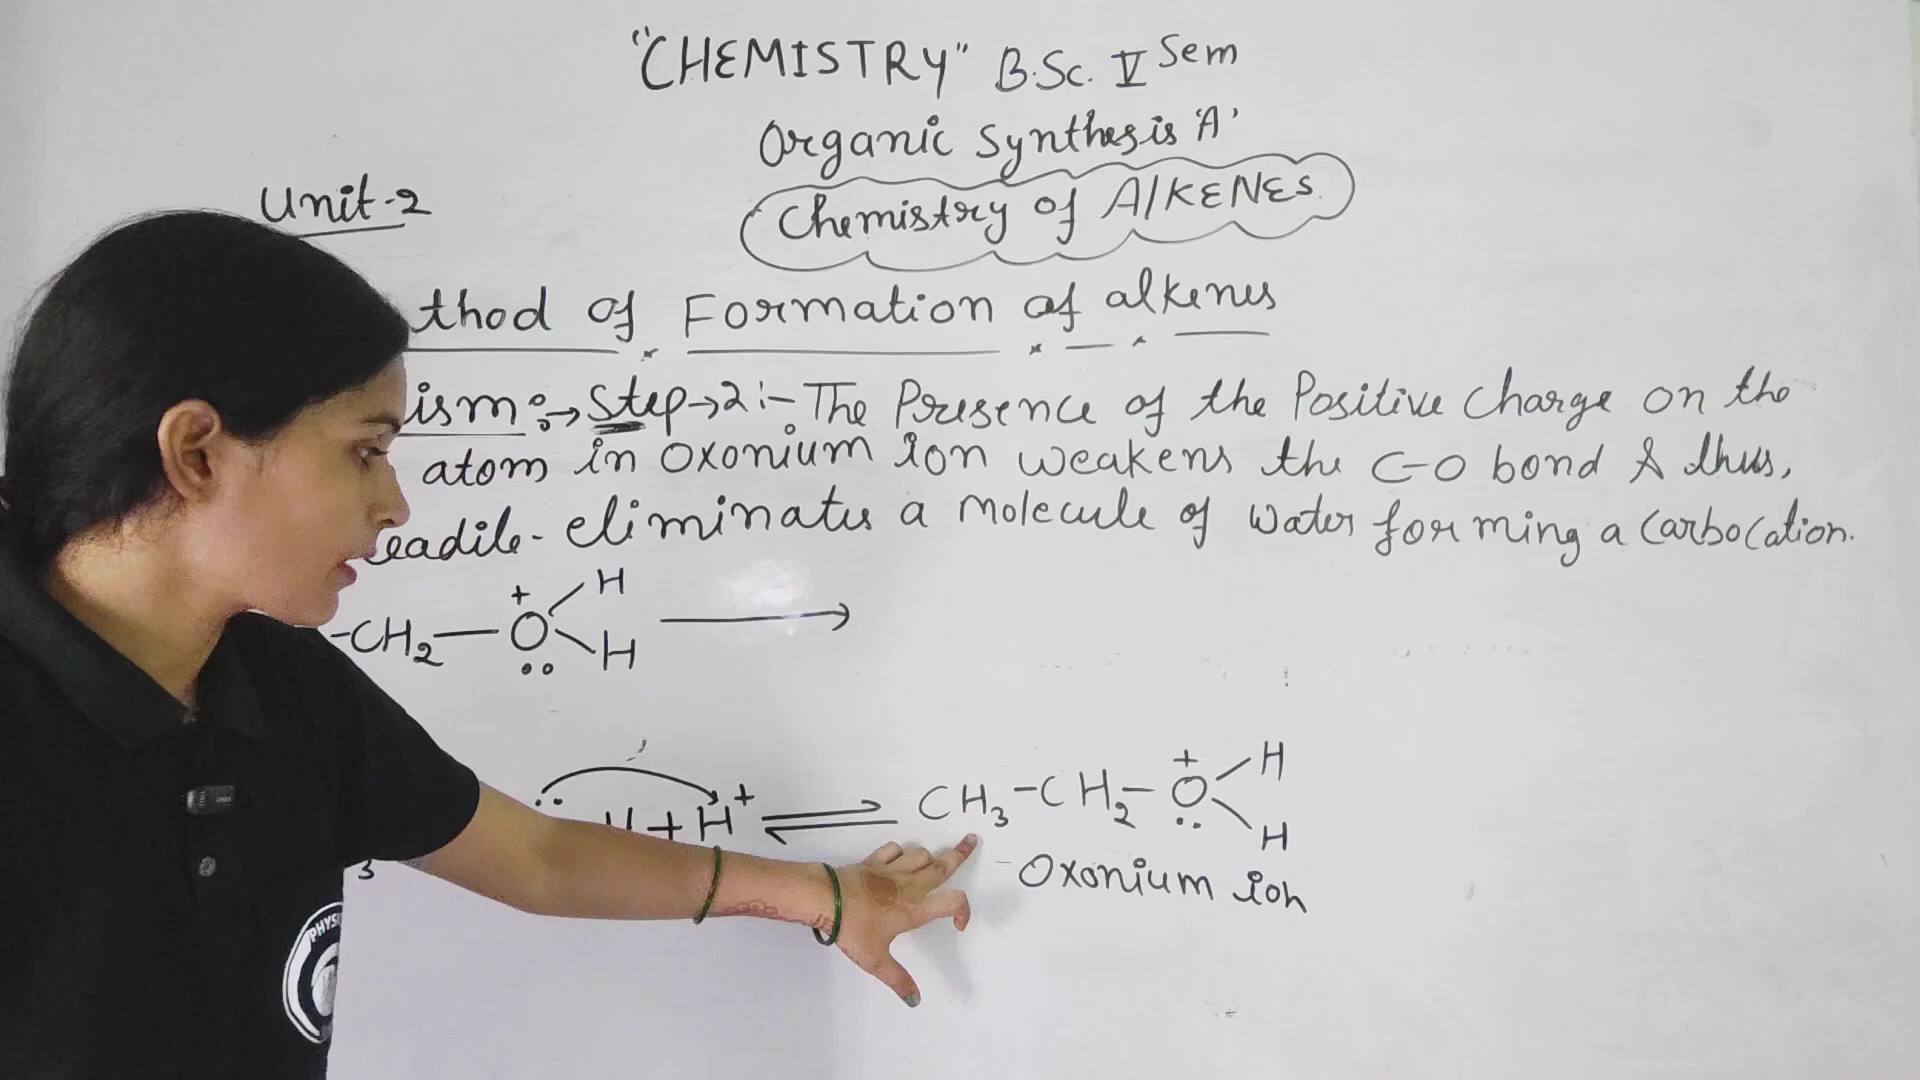 "CHEMISTRY" B.Sc. V Sem
Organic Synthesis 'A'
Unit-2
Chemistry of AlKENES.
thod of Formation of alkenes
ism:→ Step→2:- The Presence of the Positive Charge on the
atom in Oxonium ion weakens the C-O bond & thus,
eadile- eliminates a molecule of Water forming a Carbocation.
-CH₂—O⁺ H H →
+ H⁺ ⇌ CH₃-CH₂-O⁺ H H
3
Oxonium ion
PHYSI